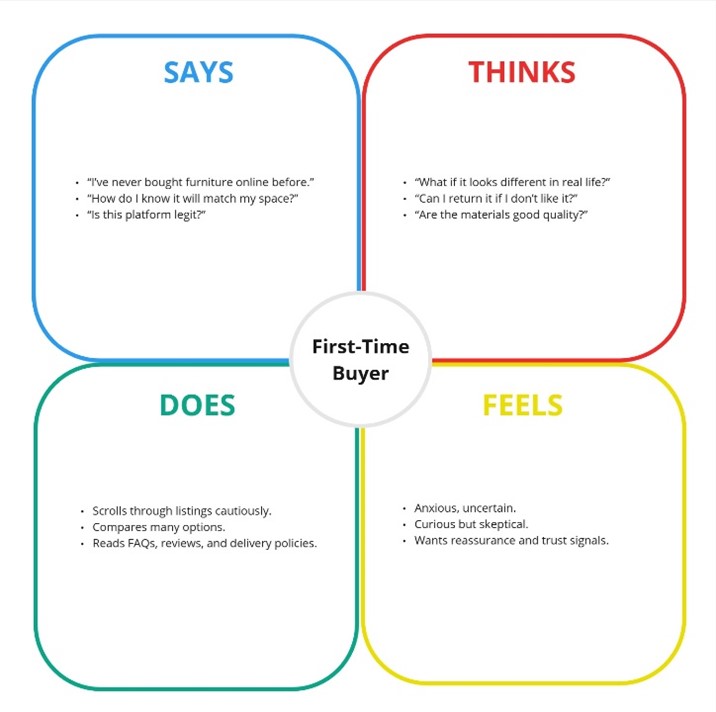 SAYS
• “I’ve never bought furniture online before.”
• “How do I know it will match my space?”
• “Is this platform legit?”
THINKS
• “What if it looks different in real life?”
• “Can I return it if I don’t like it?”
• “Are the materials good quality?”
First-Time
Buyer
DOES
• Scrolls through listings cautiously.
• Compares many options.
• Reads FAQs, reviews, and delivery policies.
FEELS
• Anxious, uncertain.
• Curious but skeptical.
• Wants reassurance and trust signals.